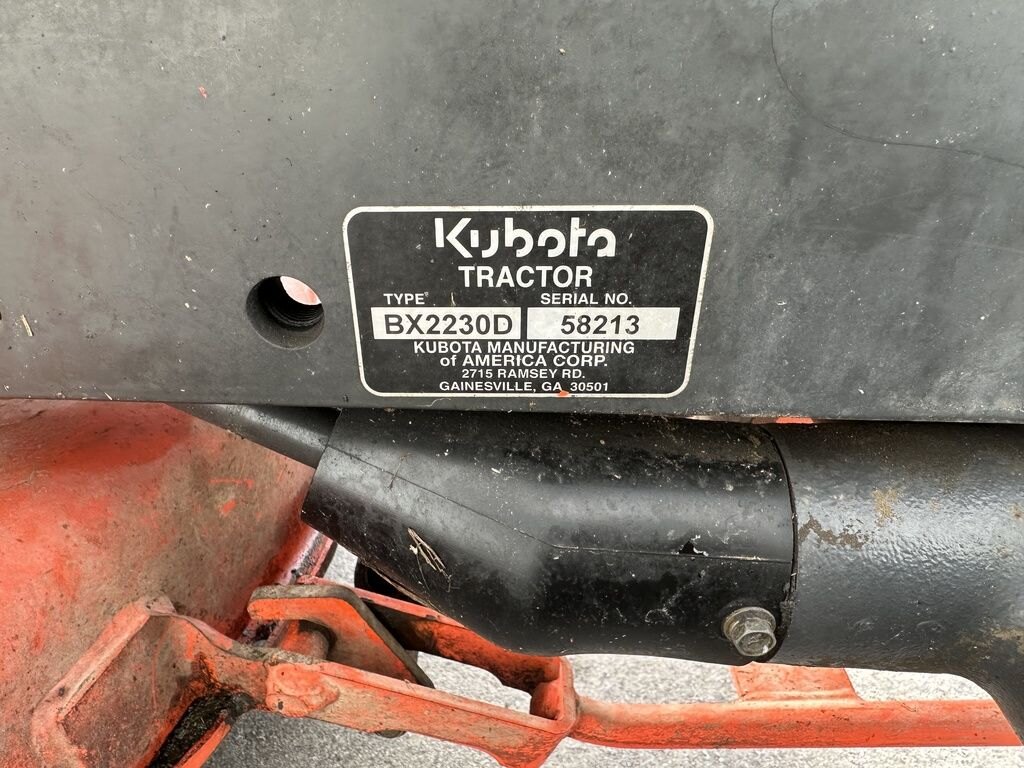 Kubota
TRACTOR
TYPE SERIAL NO.
BX2230D 58213
KUBOTA MANUFACTURING
of AMERICA CORP.
2715 RAMSEY RD.
GAINESVILLE, GA 30501